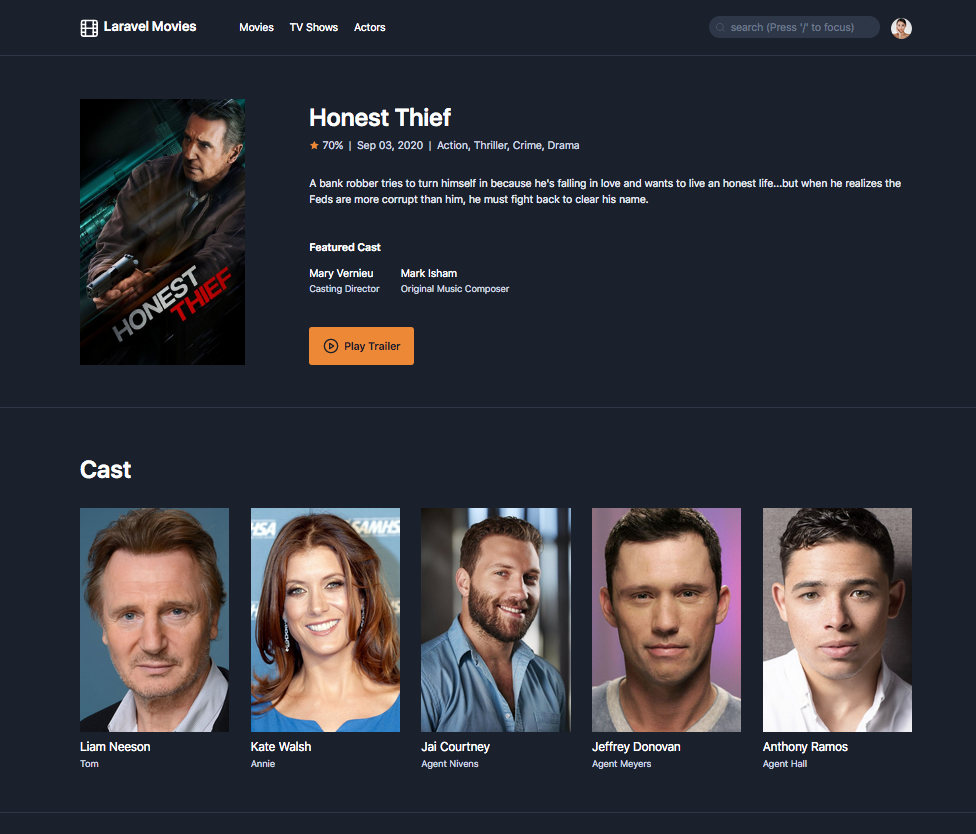 Laravel Movies
Movies TV Shows Actors
search (Press '/' to focus)
HONEST
THIEF
Honest Thief
70% | Sep 03, 2020 | Action, Thriller, Crime, Drama
A bank robber tries to turn himself in because he's falling in love and wants to live an honest life...but when he realizes the
Feds are more corrupt than him, he must fight back to clear his name.
Featured Cast
Mary Vernieu Mark Isham
Casting Director Original Music Composer
Play Trailer
Cast
HSA
SAMHS
Liam Neeson
Tom
Kate Walsh
Annie
Jai Courtney
Agent Nivens
Jeffrey Donovan
Agent Meyers
Anthony Ramos
Agent Hall